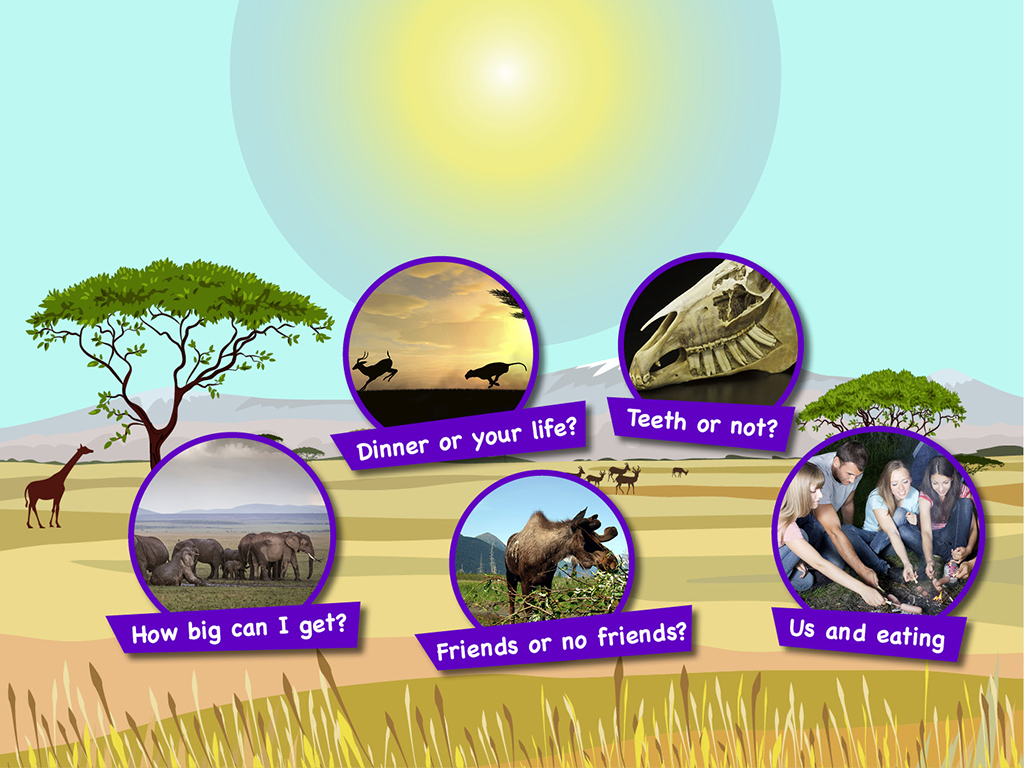 Dinner or your life?
Teeth or not?
How big can I get?
Friends or no friends?
Us and eating